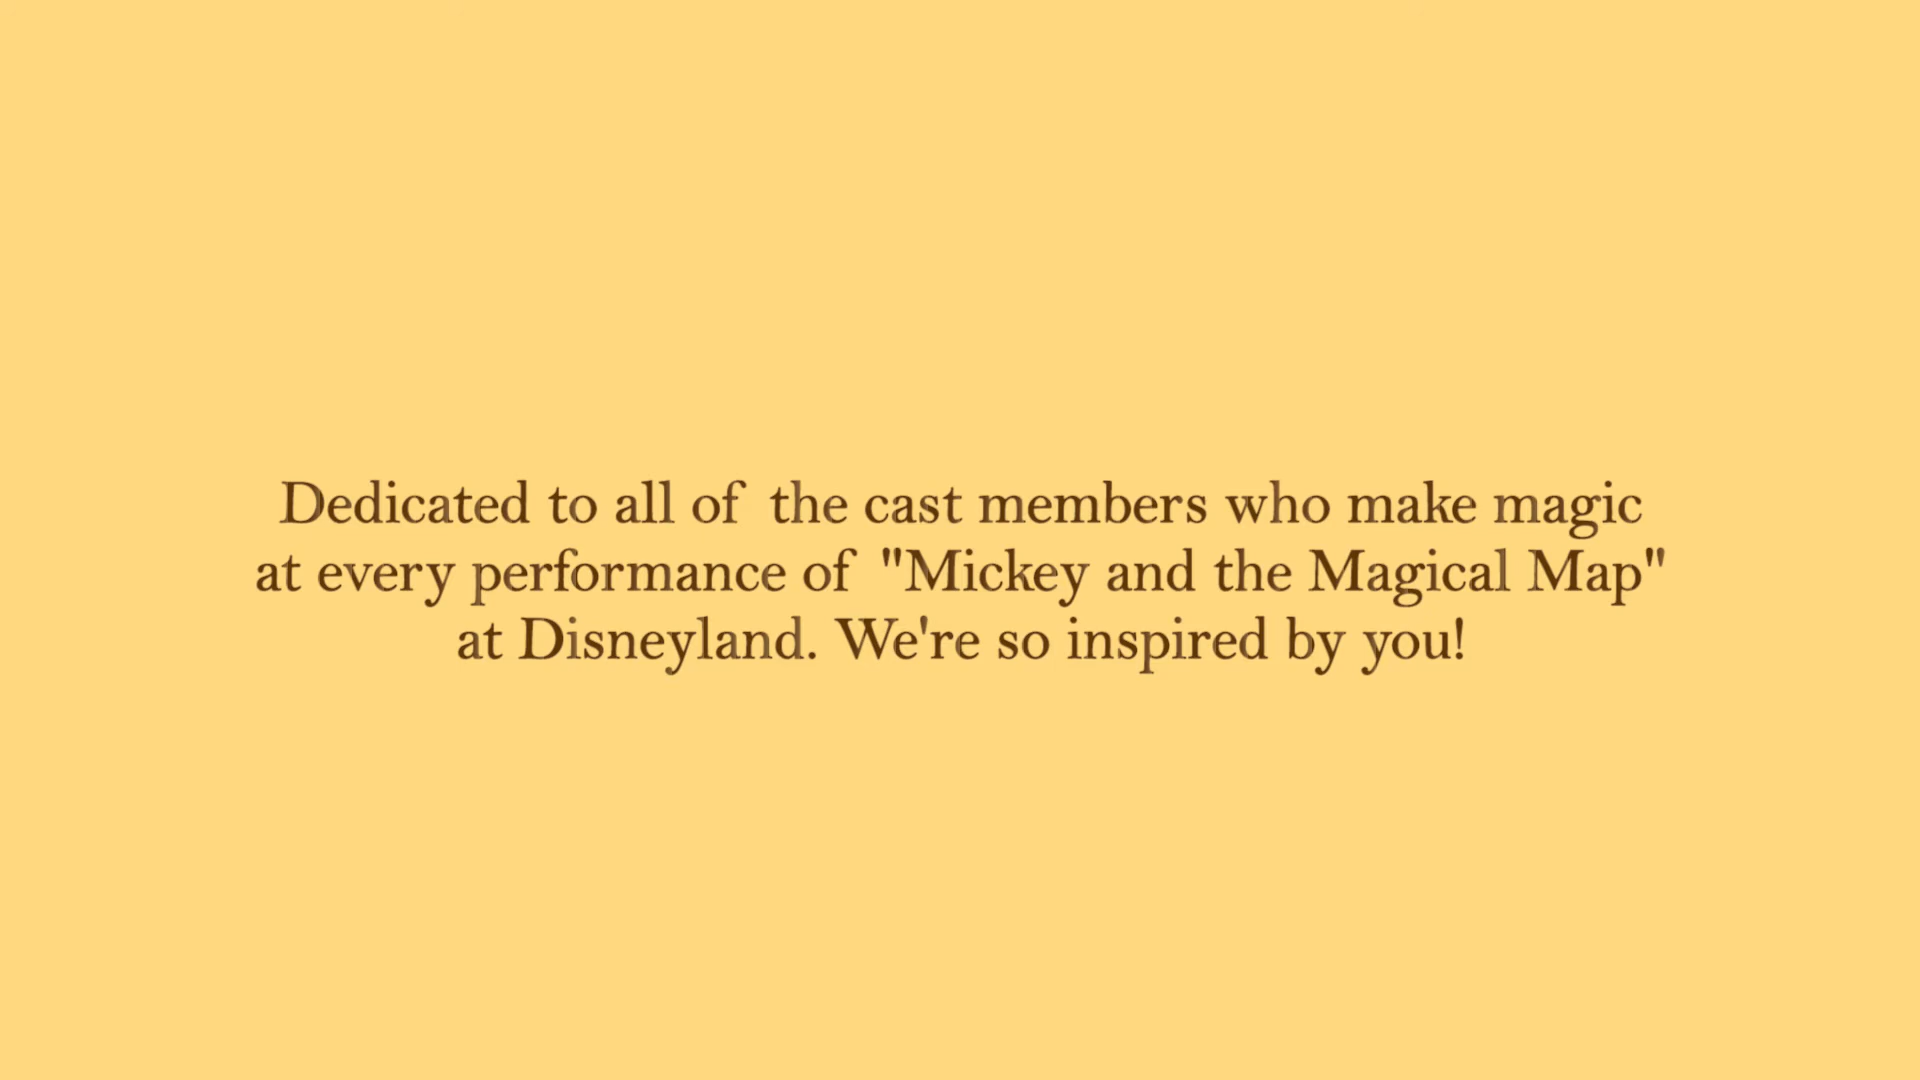 Dedicated to all of the cast members who make magic
at every performance of "Mickey and the Magical Map"
at Disneyland. We're so inspired by you!